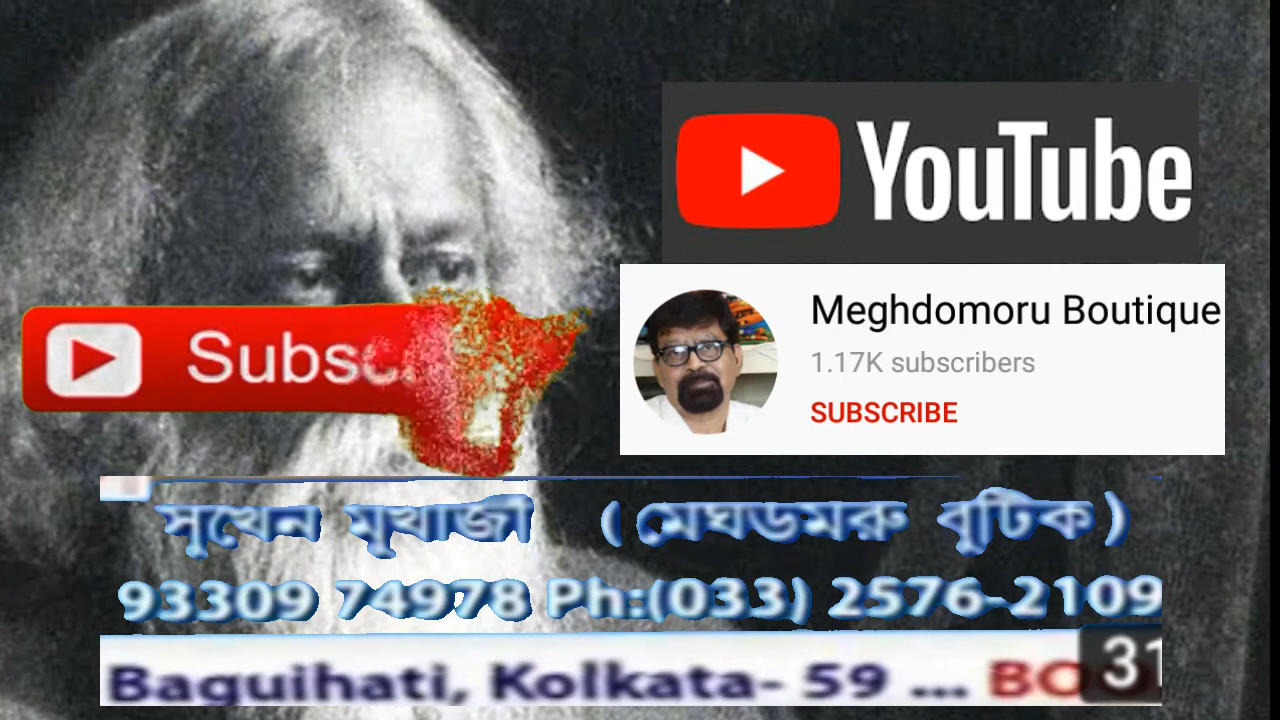 YouTube
Meghdomoru Boutique
1.17K subscribers
SUBSCRIBE
Subsc
সুখেন মুখার্জী (মেঘডমরু বুটিক)
93309 74978 Ph:(033) 2576-2109
Baguihati, Kolkata- 59 ... BO
31